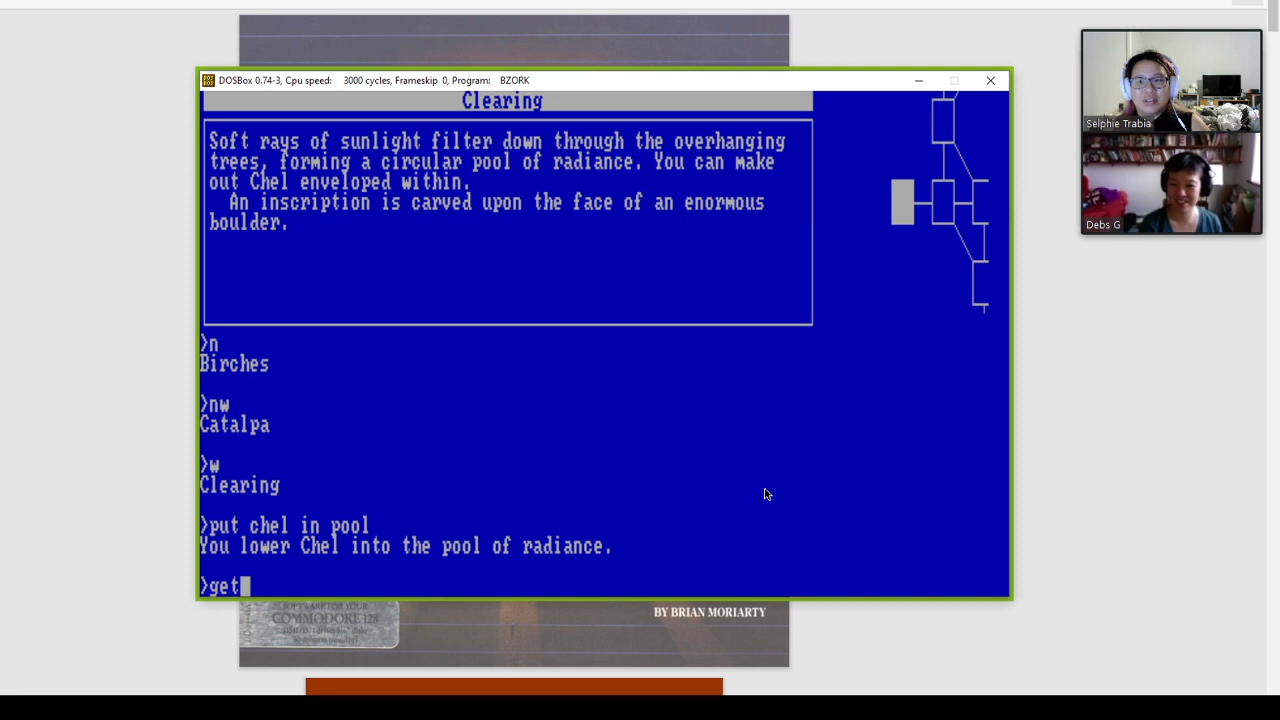 DOSBox 0.74-3, Cpu speed: 3000 cycles, Frameskip 0, Program: BZORK
Clearing
Soft rays of sunlight filter down through the overhanging
trees, forming a circular pool of radiance. You can make
out Chel enveloped within.
An inscription is carved upon the face of an enormous
boulder.
>n
Birches
>nw
Catalpa
>w
Clearing
>put chel in pool
You lower Chel into the pool of radiance.
>get
SOFTWARE FOR YOUR
COMMODORE 128
BY BRIAN MORIARTY
Selphie Trabia
Debs G